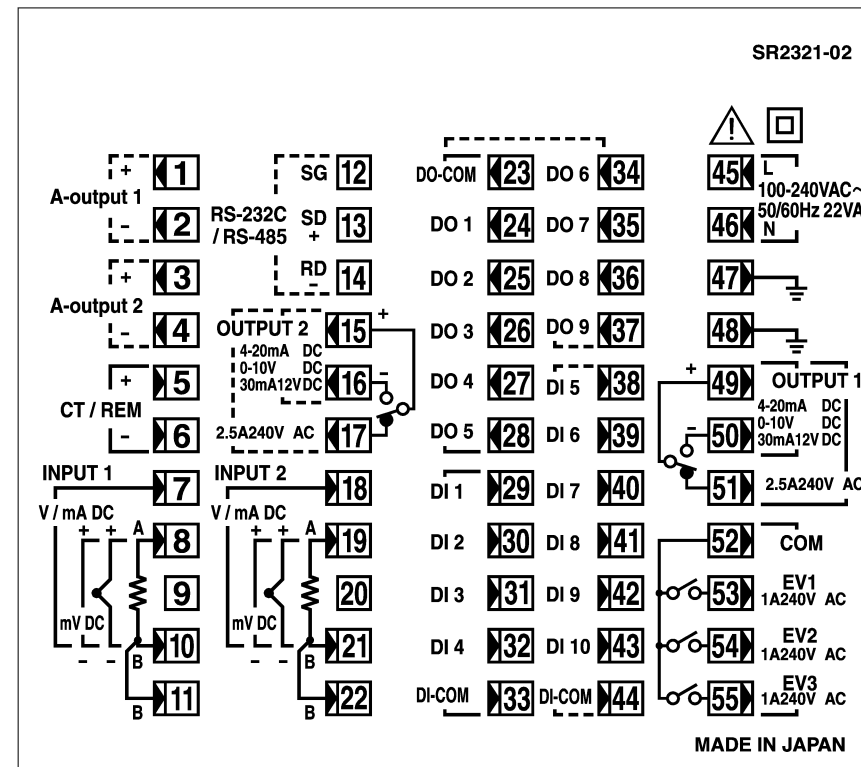 SR2321-02
A-output 1
+ 1
- 2
A-output 2
+ 3
- 4
CT / REM
+ 5
- 6
INPUT 1
7
V / mA DC
+ + A 8
9
mV DC
10
- - B
11
B
RS-232C
/ RS-485
SG 12
SD + 13
RD - 14
OUTPUT 2
15 +
4-20mA DC
0-10V DC
30mA12V DC
16 -
2.5A240V AC 17
INPUT 2
18
V / mA DC
+ + A 19
20
mV DC
21
- - B
22
B
DO-COM 23
DO 1 24
DO 2 25
DO 3 26
DO 4 27
DO 5 28
DI 1 29
DI 2 30
DI 3 31
DI 4 32
DI-COM 33
DO 6 34
DO 7 35
DO 8 36
DO 9 37
DI 5 38
DI 6 39
DI 7 40
DI 8 41
DI 9 42
DI 10 43
DI-COM 44
!
45 L
100-240VAC~
50/60Hz 22VA
46 N
47
48
+ 49 OUTPUT 1
4-20mA DC
0-10V DC
30mA12V DC
- 50
51 2.5A240V AC
52 COM
53 EV1
1A240V AC
54 EV2
1A240V AC
55 EV3
1A240V AC
MADE IN JAPAN